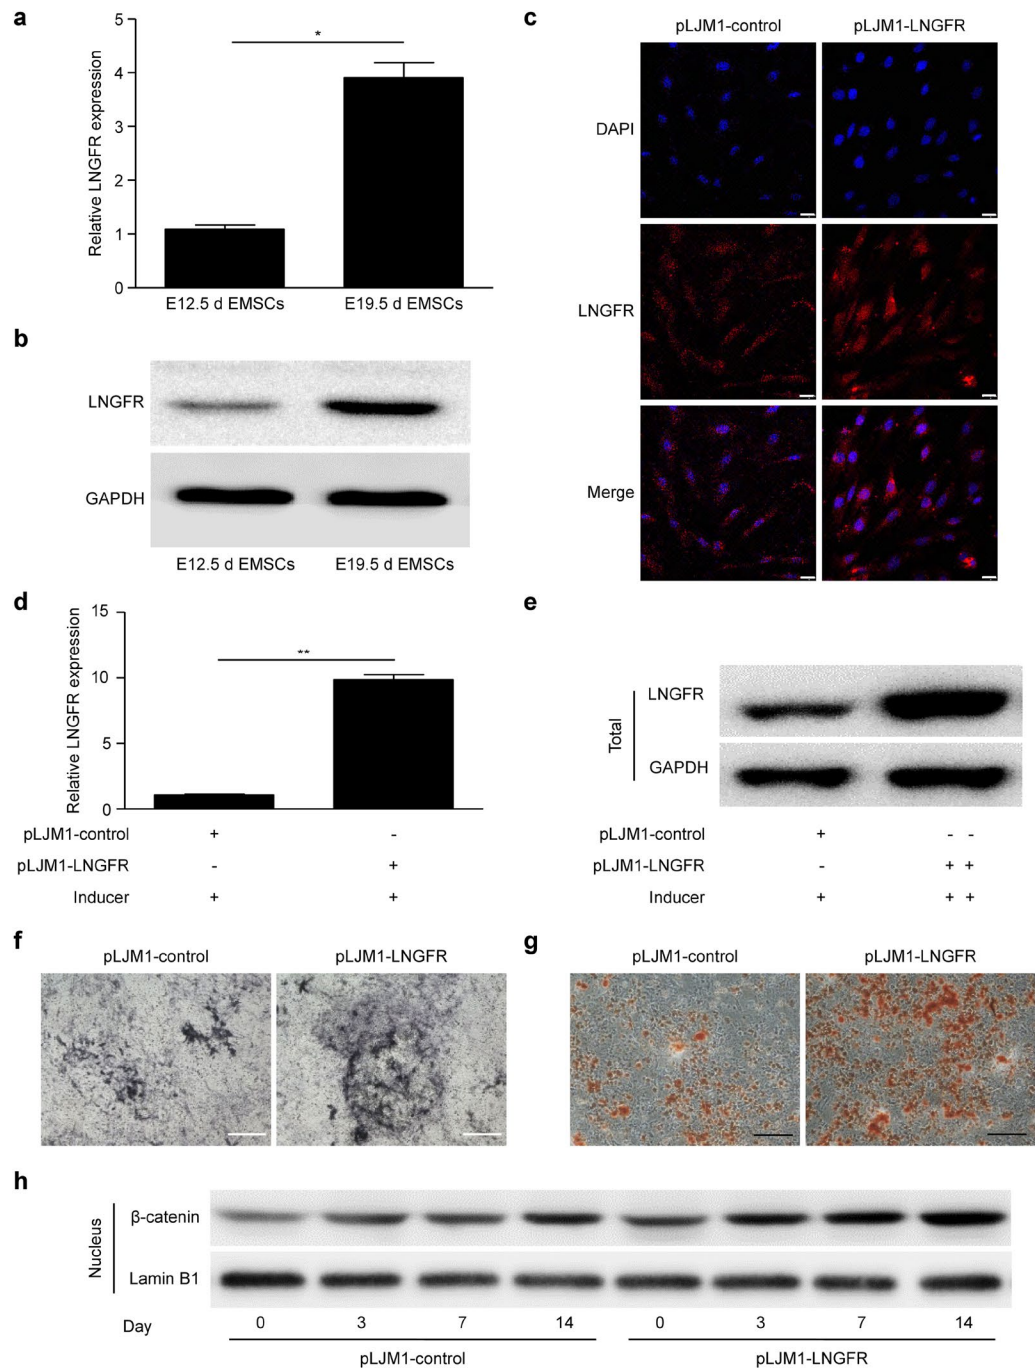 a
5
4
3
2
1
0
Relative LNGFR expression
*
E12.5 d EMSCs E19.5 d EMSCs
b
LNGFR
GAPDH
E12.5 d EMSCs E19.5 d EMSCs
c
pLJM1-control pLJM1-LNGFR
DAPI
LNGFR
Merge
d
15
10
5
0
Relative LNGFR expression
**
pLJM1-control + -
pLJM1-LNGFR - +
Inducer + +
e
Total
LNGFR
GAPDH
pLJM1-control + - -
pLJM1-LNGFR - + +
Inducer + + +
f
pLJM1-control pLJM1-LNGFR
g
pLJM1-control pLJM1-LNGFR
h
Nucleus
β-catenin
Lamin B1
Day 0 3 7 14 0 3 7 14
pLJM1-control pLJM1-LNGFR